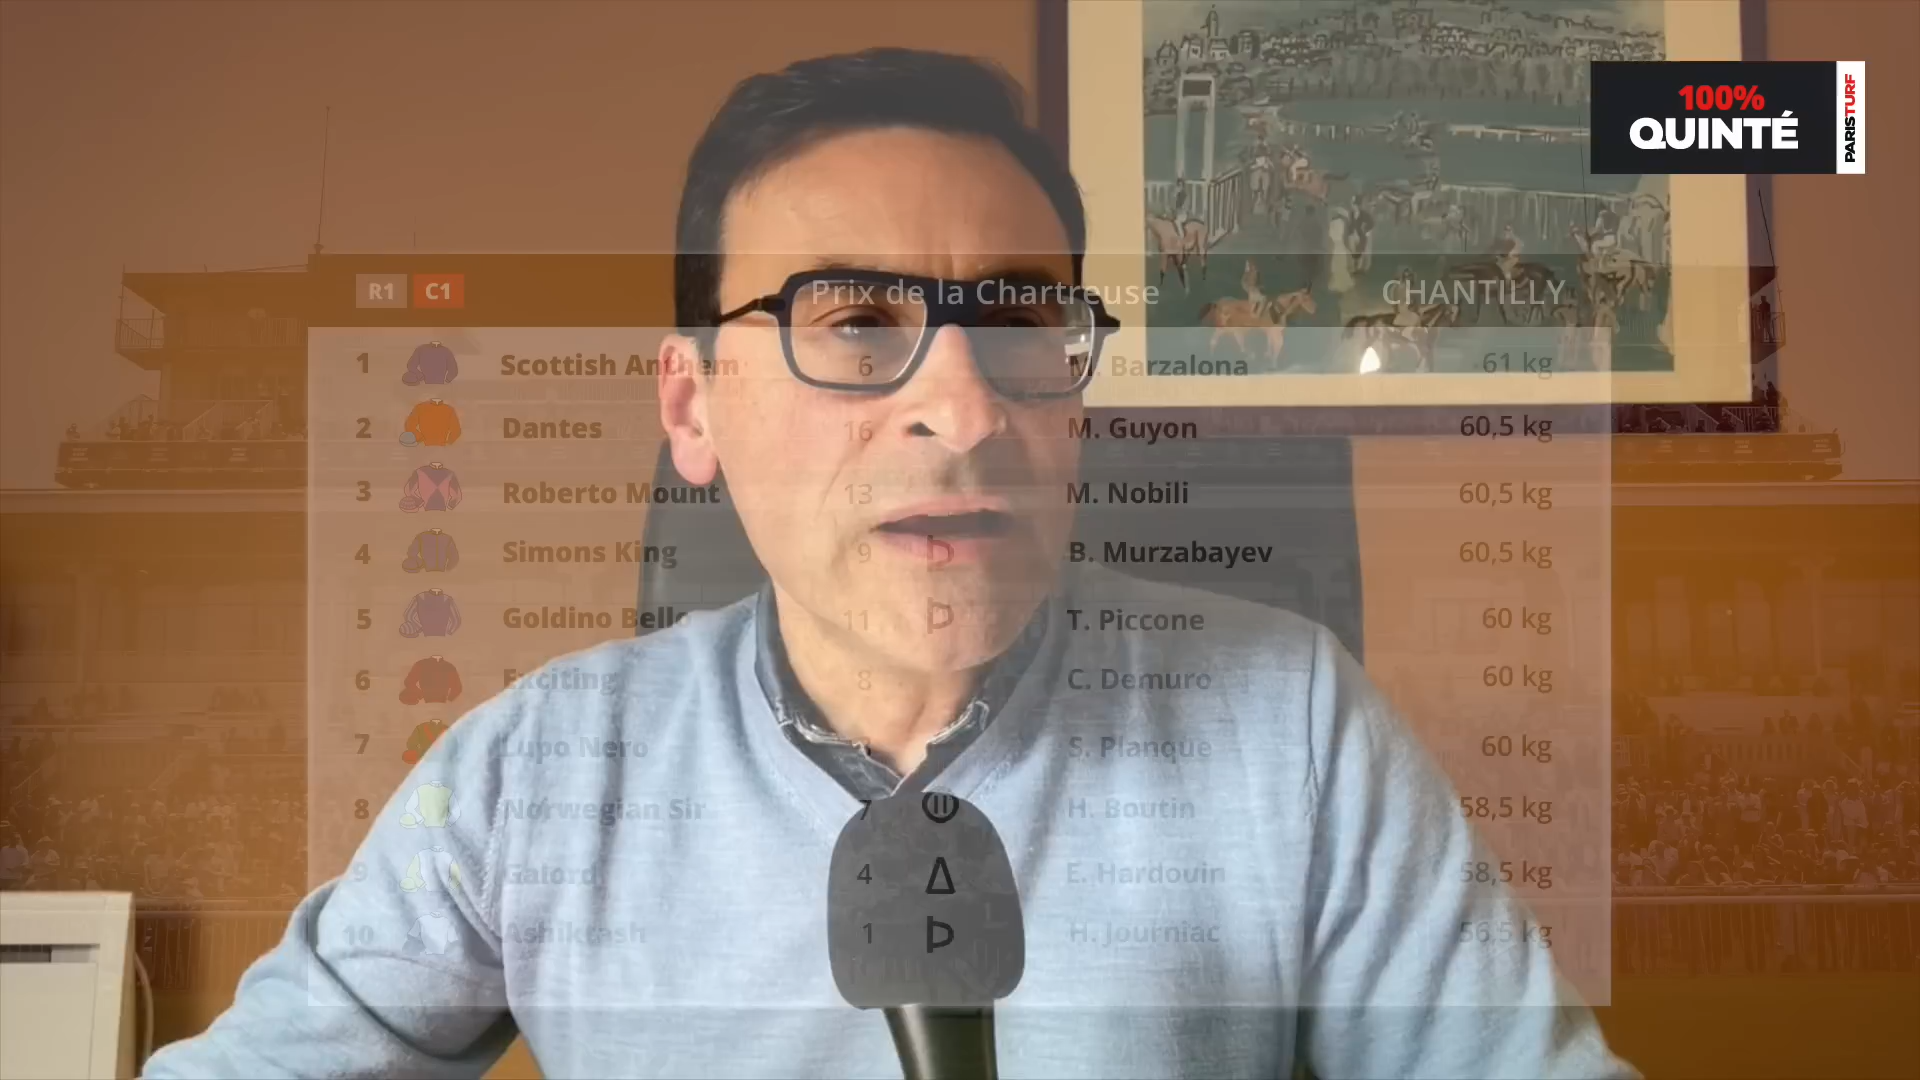 100%
QUINTÉ
PARISTURF
R1 C1 Prix de la Chartreuse CHANTILLY
1 Scottish Anthem 6 M. Barzalona 61 kg
2 Dantes 16 M. Guyon 60,5 kg
3 Roberto Mount 13 M. Nobili 60,5 kg
4 Simons King 9 Þ B. Murzabayev 60,5 kg
5 Goldino Bello 11 Þ T. Piccone 60 kg
6 Exciting 8 C. Demuro 60 kg
7 Lupo Nero S. Planque 60 kg
8 Norwegian Sir 7 H. Boutin 58,5 kg
9 Galord 4 Δ E. Hardouin 58,5 kg
10 Ashikrash 1 Þ H. Journiac 56,5 kg